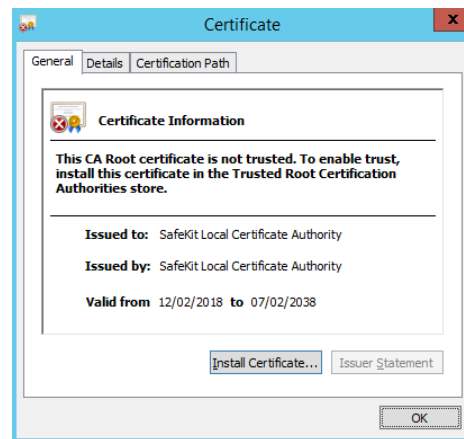 Certificate
x
General Details Certification Path
Certificate Information
This CA Root certificate is not trusted. To enable trust,
install this certificate in the Trusted Root Certification
Authorities store.
Issued to: SafeKit Local Certificate Authority
Issued by: SafeKit Local Certificate Authority
Valid from 12/02/2018 to 07/02/2038
Install Certificate... Issuer Statement
OK